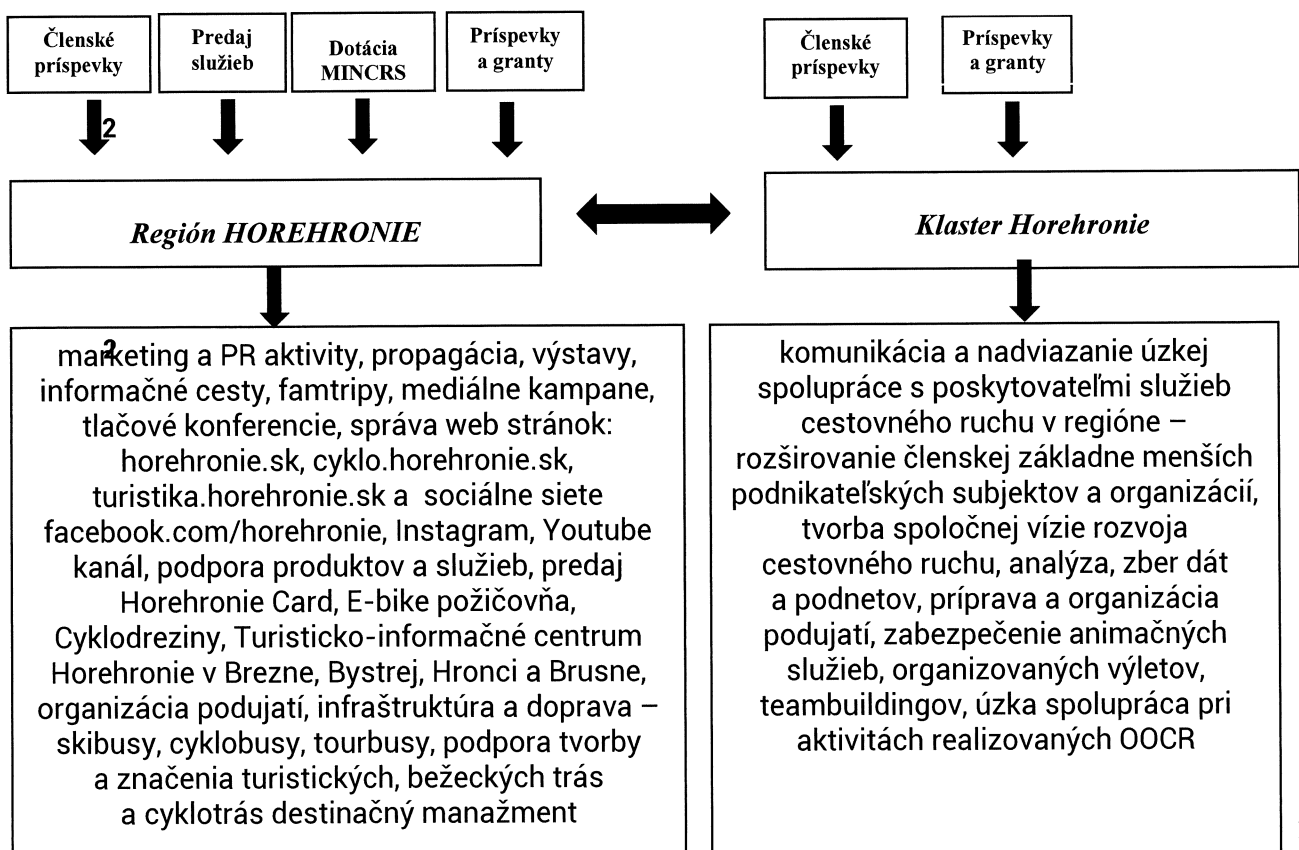 Členské
príspevky
Predaj
služieb
Dotácia
MINCRS
Príspevky
a granty
Členské
príspevky
Príspevky
a granty
2
Región HOREHRONIE
Klaster Horehronie
2
marketing a PR aktivity, propagácia, výstavy,
informačné cesty, famtripy, mediálne kampane,
tlačové konferencie, správa web stránok:
horehronie.sk, cyklo.horehronie.sk,
turistika.horehronie.sk a sociálne siete
facebook.com/horehronie, Instagram, Youtube
kanál, podpora produktov a služieb, predaj
Horehronie Card, E-bike požičovňa,
Cyklodreziny, Turisticko-informačné centrum
Horehronie v Brezne, Bystrej, Hronci a Brusne,
organizácia podujatí, infraštruktúra a doprava –
skibusy, cyklobusy, tourbusy, podpora tvorby
a značenia turistických, bežeckých trás
a cyklotrás destinačný manažment
komunikácia a nadviazanie úzkej
spolupráce s poskytovateľmi služieb
cestovného ruchu v regióne –
rozširovanie členskej základne menších
podnikateľských subjektov a organizácií,
tvorba spoločnej vízie rozvoja
cestovného ruchu, analýza, zber dát
a podnetov, príprava a organizácia
podujatí, zabezpečenie animačných
služieb, organizovaných výletov,
teambuildingov, úzka spolupráca pri
aktivitách realizovaných OOCR